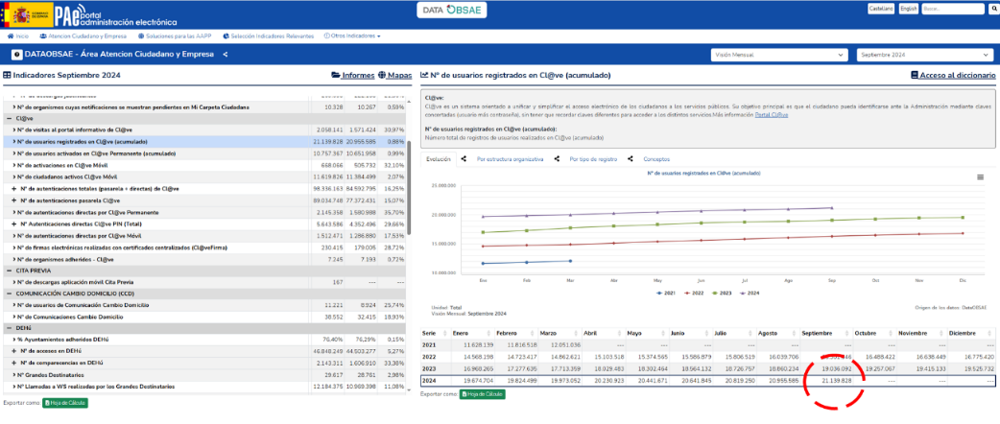 PAe portal administración electrónica
DATA OBSAE
Castellano English Buscar...
Inicio Atencion Ciudadano y Empresa Soluciones para las AAPP Selección Indicadores Relevantes Otros Indicadores
DATAOBSAE - Área Atencion Ciudadano y Empresa
Visión Mensual Septiembre 2024
Indicadores Septiembre 2024 Informes Mapas
Nº de usuarios registrados en Cl@ve (acumulado) Acceso al diccionario
Nº de organismos cuyas notificaciones se muestran pendientes en Mi Carpeta Ciudadana 10.328 10.267 0,59%
Cl@ve
Nº de visitas al portal informativo de Cl@ve 2.058.141 1.571.424 30,97%
Nº de usuarios registrados en Cl@ve (acumulado) 21.139.828 20.955.585 0,88%
Nº de usuarios activados en Cl@ve Permanente (acumulado) 10.757.367 10.651.958 0,99%
Nº de activaciones en Cl@ve Móvil 668.066 505.732 32,10%
Nº de ciudadanos activos Cl@ve Móvil 11.619.826 11.384.499 2,07%
+ Nº de autenticaciones totales (pasarela + directas) de Cl@ve 98.336.163 84.592.795 16,25%
+ Nº de autenticaciones pasarela Cl@ve 89.034.748 77.372.431 15,07%
Nº de autenticaciones directas por Cl@ve Permanente 2.145.358 1.580.988 35,70%
+ Nº Autenticaciones directas Cl@ve PIN (Total) 5.643.586 4.352.496 29,66%
Nº de autenticaciones directas por Cl@ve Móvil 1.512.471 1.286.880 17,53%
Nº de firmas electrónicas realizadas con certificados centralizados (Cl@veFirma) 230.415 179.005 28,72%
Nº de organismos adheridos - Cl@ve 7.245 7.193 0,72%
CITA PREVIA
Nº de descargas aplicación móvil Cita Previa 167 --- ---
COMUNICACIÓN CAMBIO DOMICILIO (CCD)
Nº de usuarios de Comunicación Cambio Domicilio 11.221 8.924 25,74%
Nº de Comunicaciones Cambio Domicilio 38.552 32.415 18,93%
DEHú
% Ayuntamientos adheridos DEHú 76,40% 76,29% 0,15%
+ Nº de accesos en DEHú 46.848.249 44.503.277 5,27%
+ Nº de comparecencias en DEHú 2.143.311 1.606.910 33,38%
Nº Grandes Destinatarios 29.617 28.761 2,98%
Nº Llamadas a WS realizadas por los Grandes Destinatarios 12.184.375 10.969.398 11,08%
Exportar como: Hoja de Cálculo
Cl@ve:
Cl@ve es un sistema orientado a unificar y simplificar el acceso electrónico de los ciudadanos a los servicios públicos. Su objetivo principal es que el ciudadano pueda identificarse ante la Administración mediante claves
concertadas (usuario más contraseña), sin tener que recordar claves diferentes para acceder a los distintos servicios.Más información Portal Cl@ve
Nº de usuarios registrados en Cl@ve (acumulado):
Número total de registros de usuarios realizados en Cl@ve (acumulado)
Evolución Por estructura organizativa Por tipo de registro Conceptos
Nº de usuarios registrados en Cl@ve (acumulado)
25.000.000
20.000.000
15.000.000
10.000.000
Ene Feb Mar Abr May Jun Jul Ago Sep Oct Nov Dic
2021 2022 2023 2024
Unidad: Total
Visión Mensual: Septiembre 2024
Origen de los datos: DataOBSAE
Serie Enero Febrero Marzo Abril Mayo Junio Julio Agosto Septiembre Octubre Noviembre Diciembre
2021 11.628.139 11.816.518 12.051.036 --- --- --- --- --- --- --- --- ---
2022 14.568.198 14.723.417 14.862.621 15.103.518 15.374.565 15.586.879 15.806.519 16.039.706 16.488.422 16.638.449 16.775.420
2023 16.968.265 17.277.635 17.713.359 18.029.483 18.302.464 18.564.132 18.726.757 18.860.234 19.036.092 19.257.067 19.415.133 19.525.732
2024 19.674.704 19.824.499 19.973.052 20.230.923 20.441.671 20.641.845 20.819.250 20.955.585 21.139.828 --- --- ---
Exportar como: Hoja de Cálculo